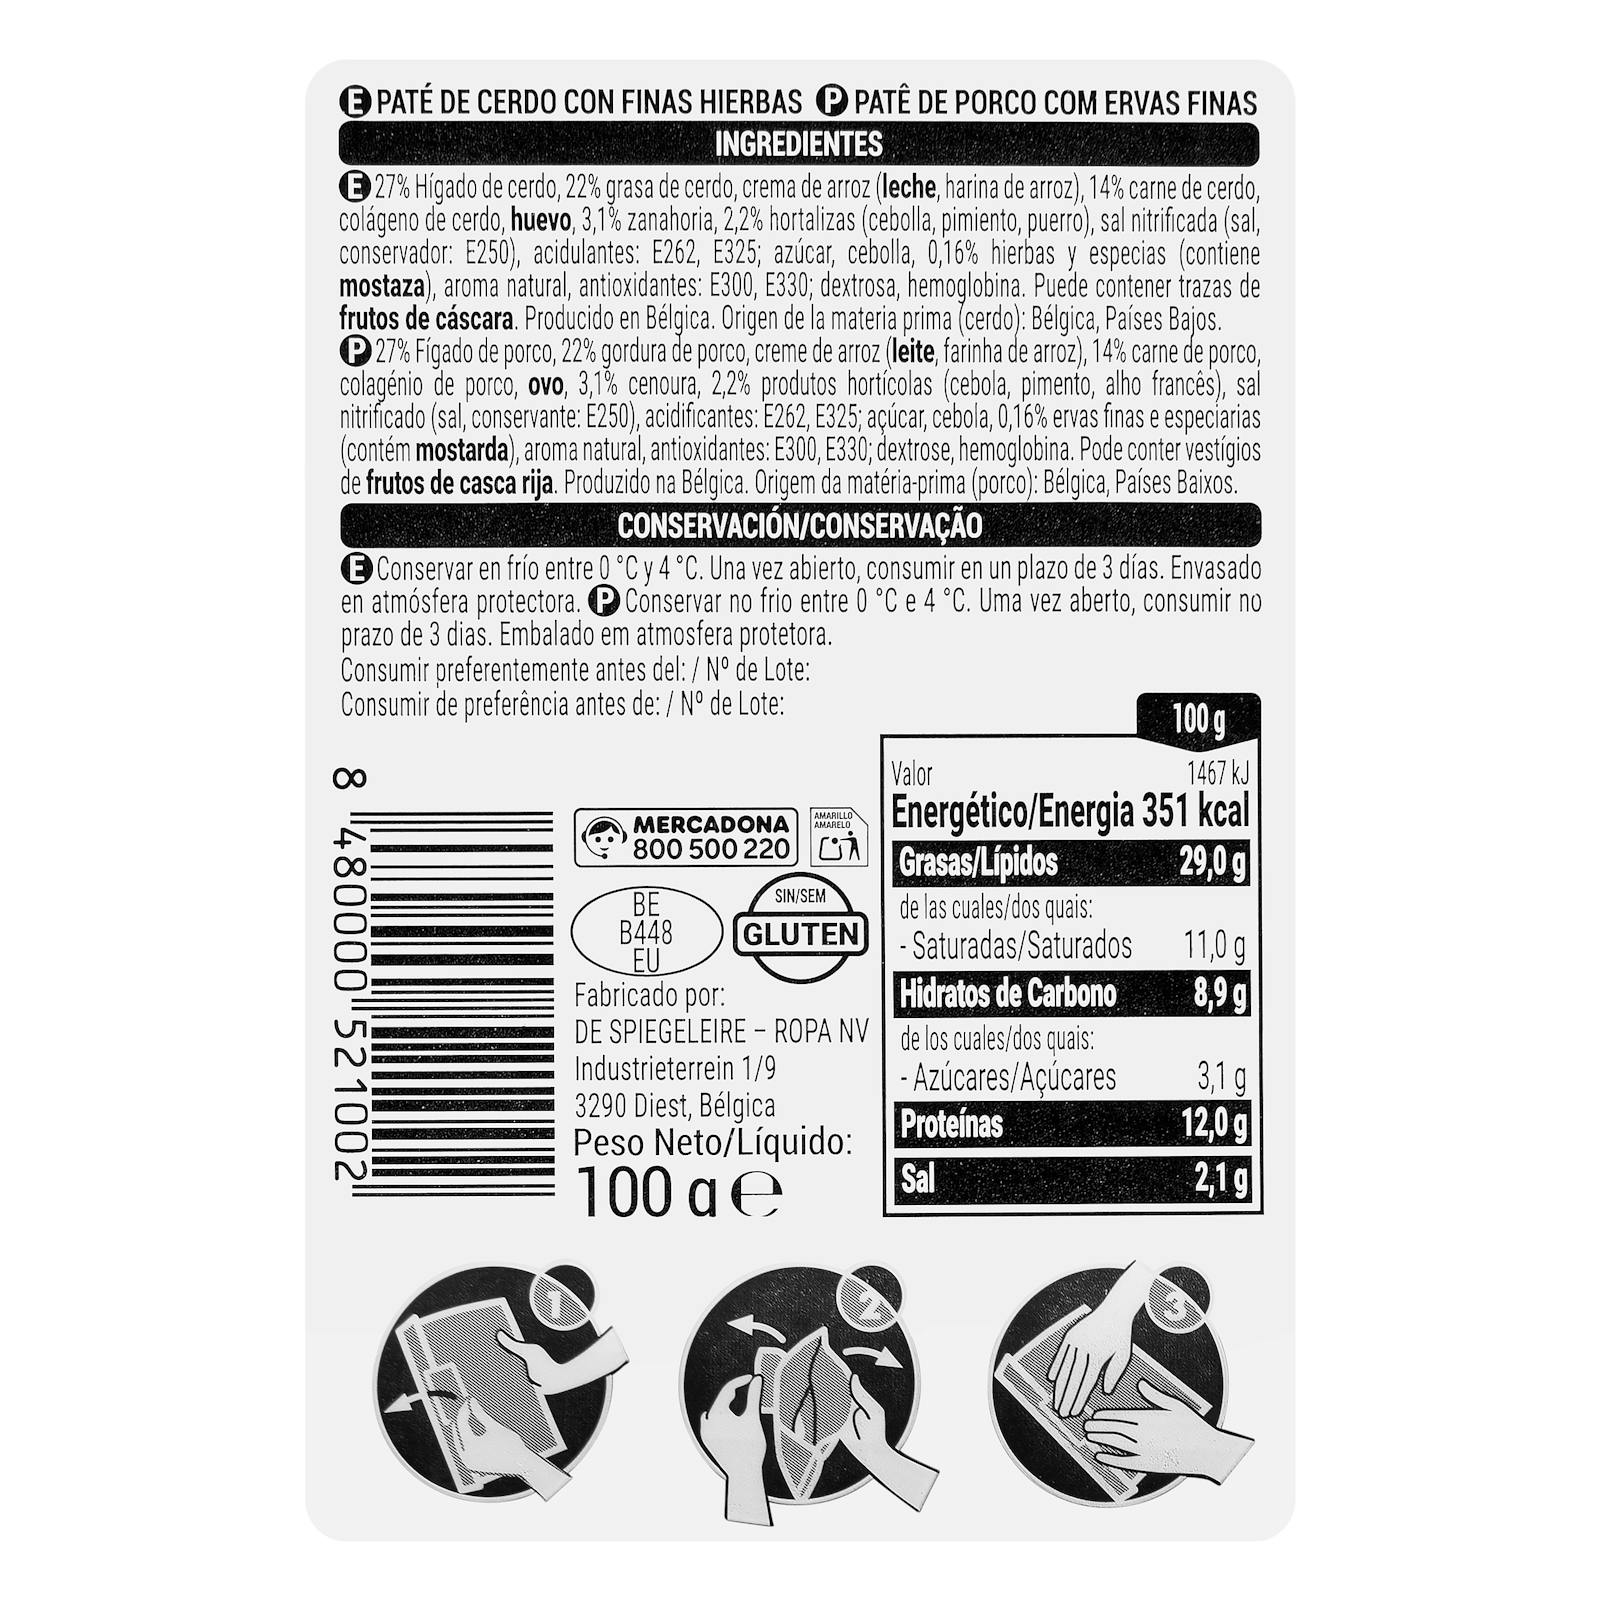 E PATÉ DE CERDO CON FINAS HIERBAS P PATÊ DE PORCO COM ERVAS FINAS
INGREDIENTES
E 27% Hígado de cerdo, 22% grasa de cerdo, crema de arroz (leche, harina de arroz), 14% carne de cerdo,
colágeno de cerdo, huevo, 3,1% zanahoria, 2,2% hortalizas (cebolla, pimiento, puerro), sal nitrificada (sal,
conservador: E250), acidulantes: E262, E325; azúcar, cebolla, 0,16% hierbas y especias (contiene
mostaza), aroma natural, antioxidantes: E300, E330; dextrosa, hemoglobina. Puede contener trazas de
frutos de cáscara. Producido en Bélgica. Origen de la materia prima (cerdo): Bélgica, Países Bajos.
P 27% Fígado de porco, 22% gordura de porco, creme de arroz (leite, farinha de arroz), 14% carne de porco,
colagénio de porco, ovo, 3,1% cenoura, 2,2% produtos hortícolas (cebola, pimento, alho francês), sal
nitrificado (sal, conservante: E250), acidificantes: E262, E325; açúcar, cebola, 0,16% ervas finas e especiarias
(contém mostarda), aroma natural, antioxidantes: E300, E330; dextrose, hemoglobina. Pode conter vestígios
de frutos de casca rija. Produzido na Bélgica. Origem da matéria-prima (porco): Bélgica, Países Baixos.
CONSERVACIÓN/CONSERVAÇÃO
E Conservar en frío entre 0 °C y 4 °C. Una vez abierto, consumir en un plazo de 3 días. Envasado
en atmósfera protectora. P Conservar no frio entre 0 °C e 4 °C. Uma vez aberto, consumir no
prazo de 3 dias. Embalado em atmosfera protetora.
Consumir preferentemente antes del: / Nº de Lote:
Consumir de preferência antes de: / Nº de Lote:
8 480000 521002
MERCADONA
800 500 220
AMARILLO
AMARELO
BE
B448
EU
SIN/SEM
GLUTEN
Fabricado por:
DE SPIEGELEIRE – ROPA NV
Industrieterrein 1/9
3290 Diest, Bélgica
Peso Neto/Líquido:
100 g e
100 g
Valor 1467 kJ
Energético/Energia 351 kcal
Grasas/Lípidos 29,0 g
de las cuales/dos quais:
- Saturadas/Saturados 11,0 g
Hidratos de Carbono 8,9 g
de los cuales/dos quais:
- Azúcares/Açúcares 3,1 g
Proteínas 12,0 g
Sal 2,1 g
1
2
3